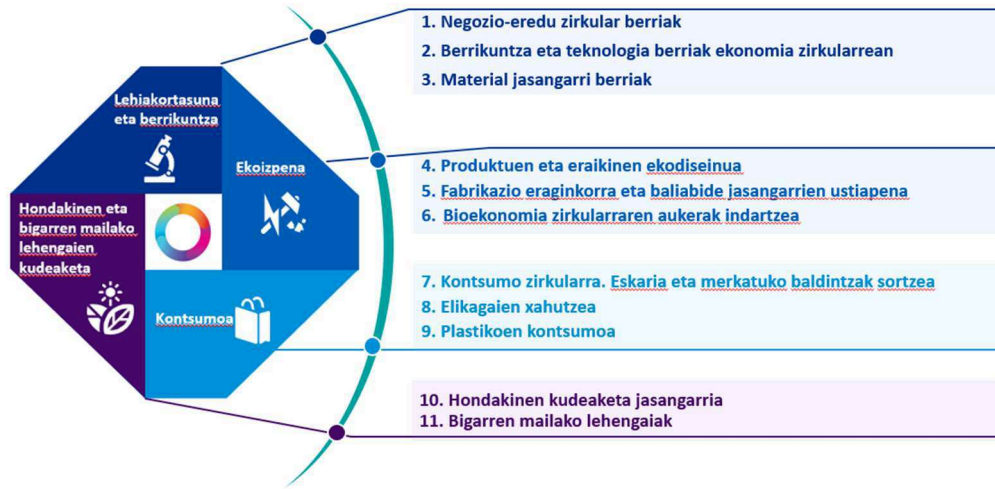 Lehiakortasuna
eta berrikuntza
Ekoizpena
Hondakinen eta
bigarren mailako
lehengaien
kudeaketa
Kontsumoa
1. Negozio-eredu zirkular berriak
2. Berrikuntza eta teknologia berriak ekonomia zirkularrean
3. Material jasangarri berriak
4. Produktuen eta eraikinen ekodiseinua
5. Fabrikazio eraginkorra eta baliabide jasangarrien ustiapena
6. Bioekonomia zirkularraren aukerak indartzea
7. Kontsumo zirkularra. Eskaria eta merkatuko baldintzak sortzea
8. Elikagaien xahutzea
9. Plastikoen kontsumoa
10. Hondakinen kudeaketa jasangarria
11. Bigarren mailako lehengaiak